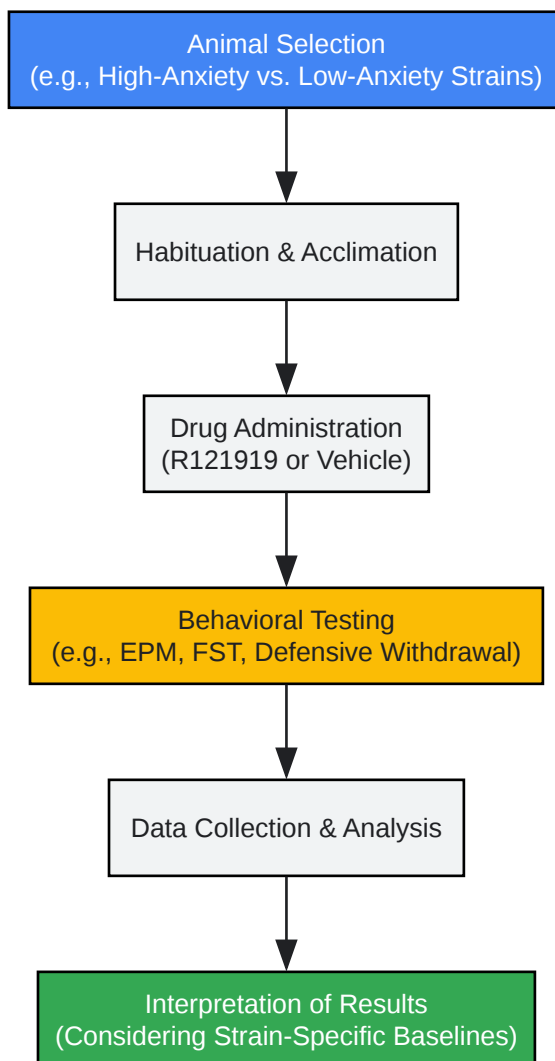 Animal Selection
(e.g., High-Anxiety vs. Low-Anxiety Strains)
Habituation & Acclimation
Drug Administration
(R121919 or Vehicle)
Behavioral Testing
(e.g., EPM, FST, Defensive Withdrawal)
Data Collection & Analysis
Interpretation of Results
(Considering Strain-Specific Baselines)